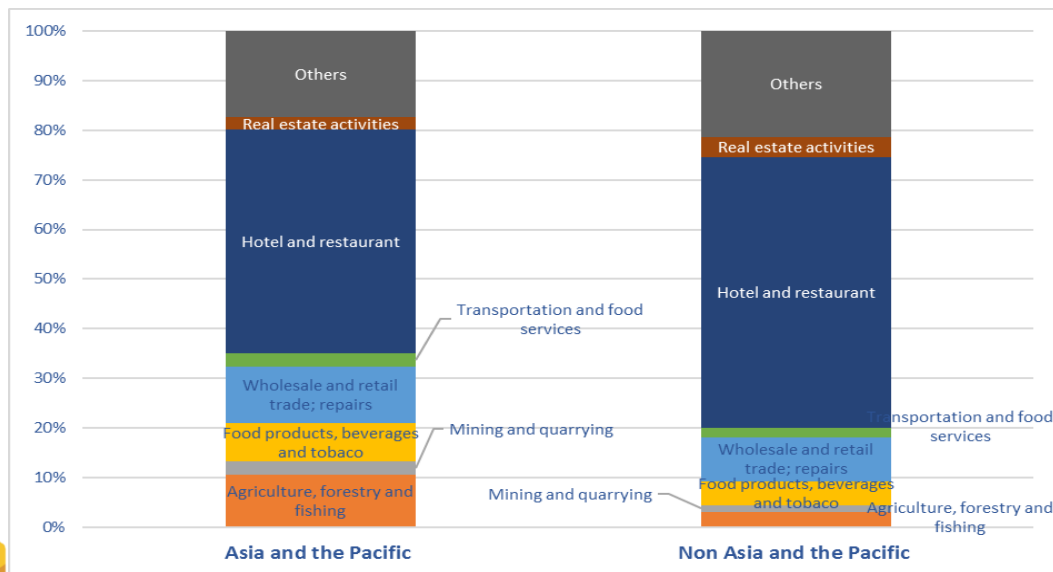 100%
90%
80%
70%
60%
50%
40%
30%
20%
10%
0%
Others
Real estate activities
Hotel and restaurant
Transportation and food
services
Wholesale and retail
trade; repairs
Food products, beverages
and tobacco
Mining and quarrying
Agriculture, forestry and
fishing
Asia and the Pacific
Others
Real estate activities
Hotel and restaurant
Transportation and food
services
Wholesale and retail
trade; repairs
Food products, beverages
and tobacco
Mining and quarrying
Agriculture, forestry and
fishing
Non Asia and the Pacific